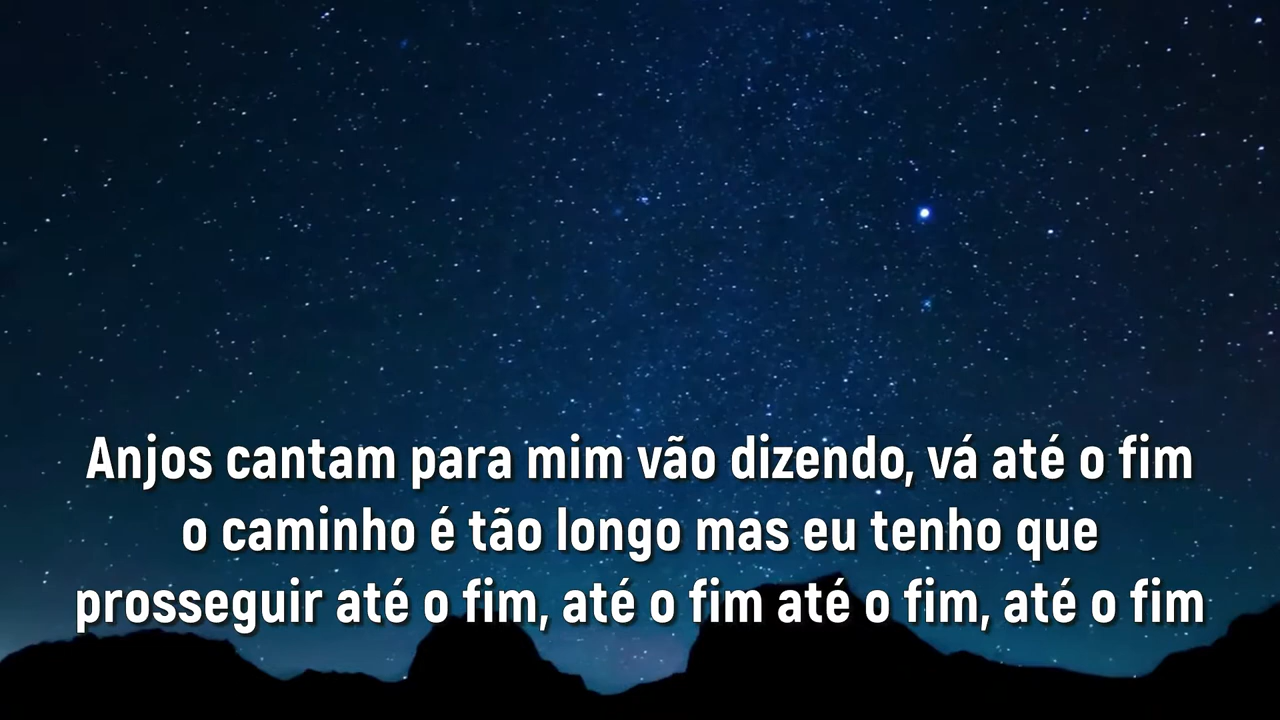 Anjos cantam para mim vão dizendo, vá até o fim
o caminho é tão longo mas eu tenho que
prosseguir até o fim, até o fim até o fim, até o fim